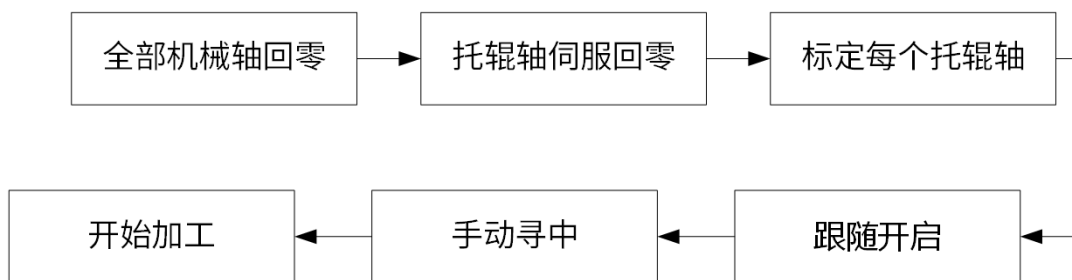 全部机械轴回零
托辊轴伺服回零
标定每个托辊轴
跟随开启
手动寻中
开始加工